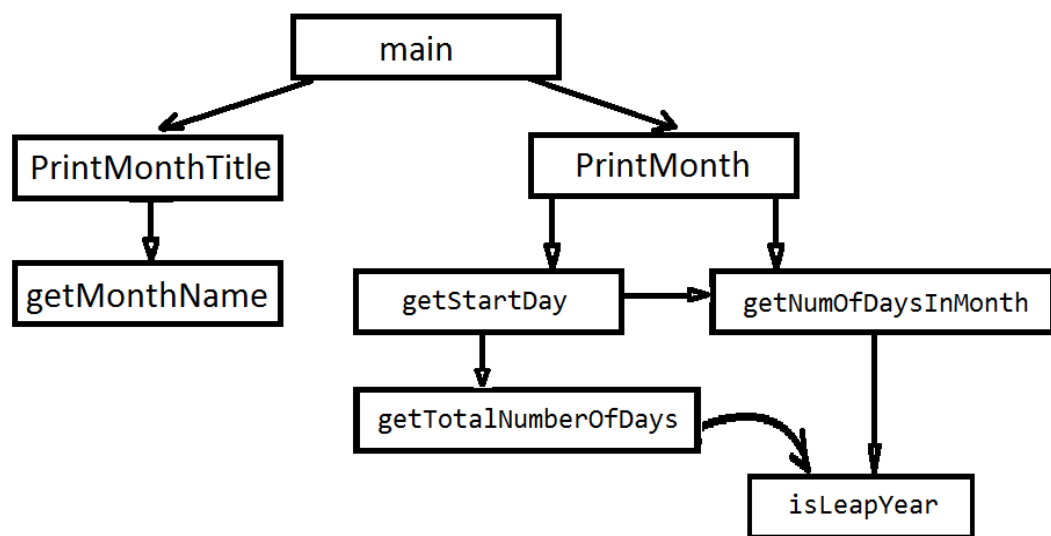 main
PrintMonthTitle
PrintMonth
getMonthName
getStartDay
getNumOfDaysInMonth
getTotalNumberOfDays
isLeapYear